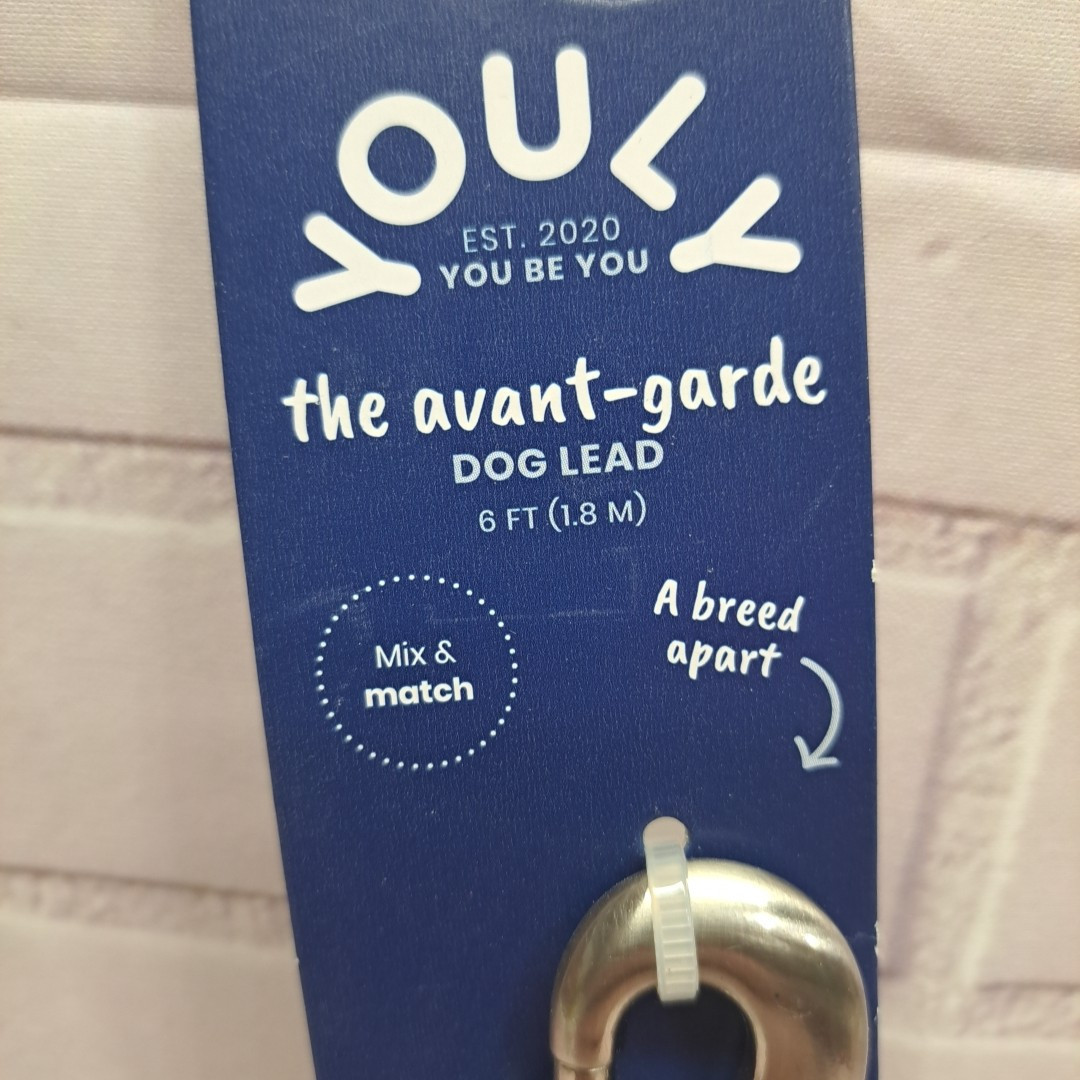 YOULY
EST. 2020
YOU BE YOU
the avant-garde
DOG LEAD
6 FT (1.8 M)
Mix &
match
A breed
apart